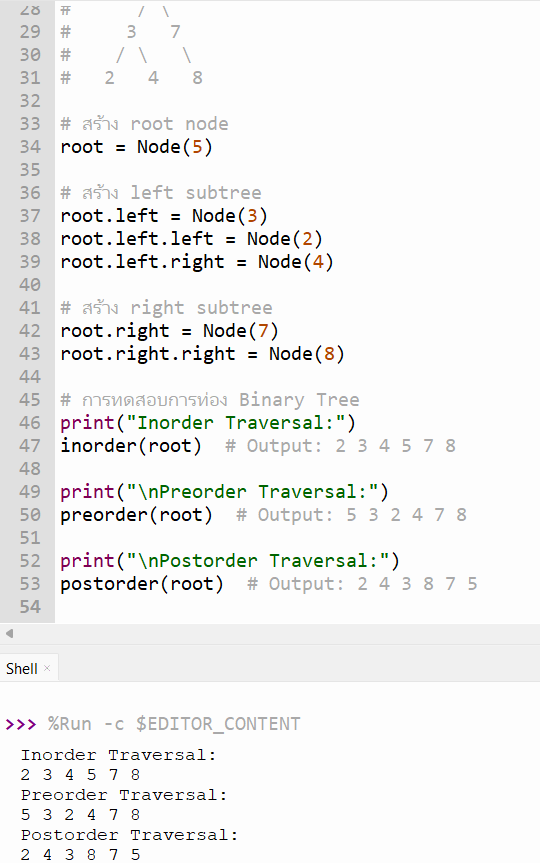 28 #      / \
29 #     3   7
30 #    / \   \
31 #   2   4   8
32
33 # สร้าง root node
34 root = Node(5)
35
36 # สร้าง left subtree
37 root.left = Node(3)
38 root.left.left = Node(2)
39 root.left.right = Node(4)
40
41 # สร้าง right subtree
42 root.right = Node(7)
43 root.right.right = Node(8)
44
45 # การทดสอบการท่อง Binary Tree
46 print("Inorder Traversal:")
47 inorder(root)  # Output: 2 3 4 5 7 8
48
49 print("\nPreorder Traversal:")
50 preorder(root)  # Output: 5 3 2 4 7 8
51
52 print("\nPostorder Traversal:")
53 postorder(root)  # Output: 2 4 3 8 7 5
54
Shell ×
>>> %Run -c $EDITOR_CONTENT
Inorder Traversal:
2 3 4 5 7 8
Preorder Traversal:
5 3 2 4 7 8
Postorder Traversal:
2 4 3 8 7 5